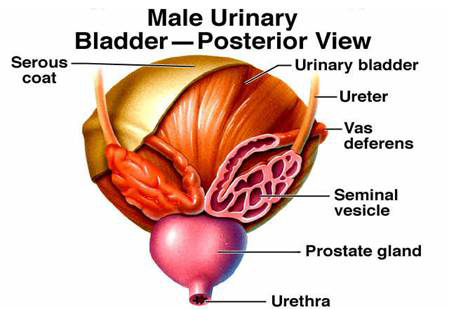 Male Urinary
Bladder—Posterior View
Serous
coat
Urinary bladder
Ureter
Vas
deferens
Seminal
vesicle
Prostate gland
Urethra